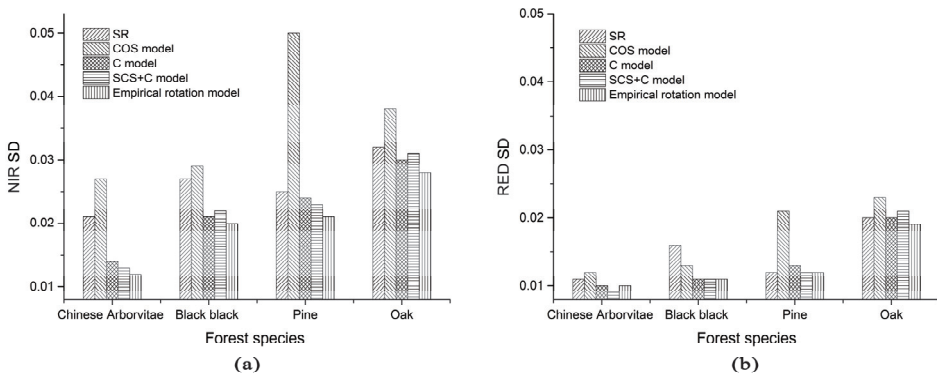 0.05
0.04
0.03
0.02
0.01
NIR SD
SR
COS model
C model
SCS+C model
Empirical rotation model
Chinese Arborvitae Black black Pine Oak
Forest species
(a)
0.05
0.04
0.03
0.02
0.01
RED SD
SR
COS model
C model
SCS+C model
Empirical rotation model
Chinese Arborvitae Black black Pine Oak
Forest species
(b)